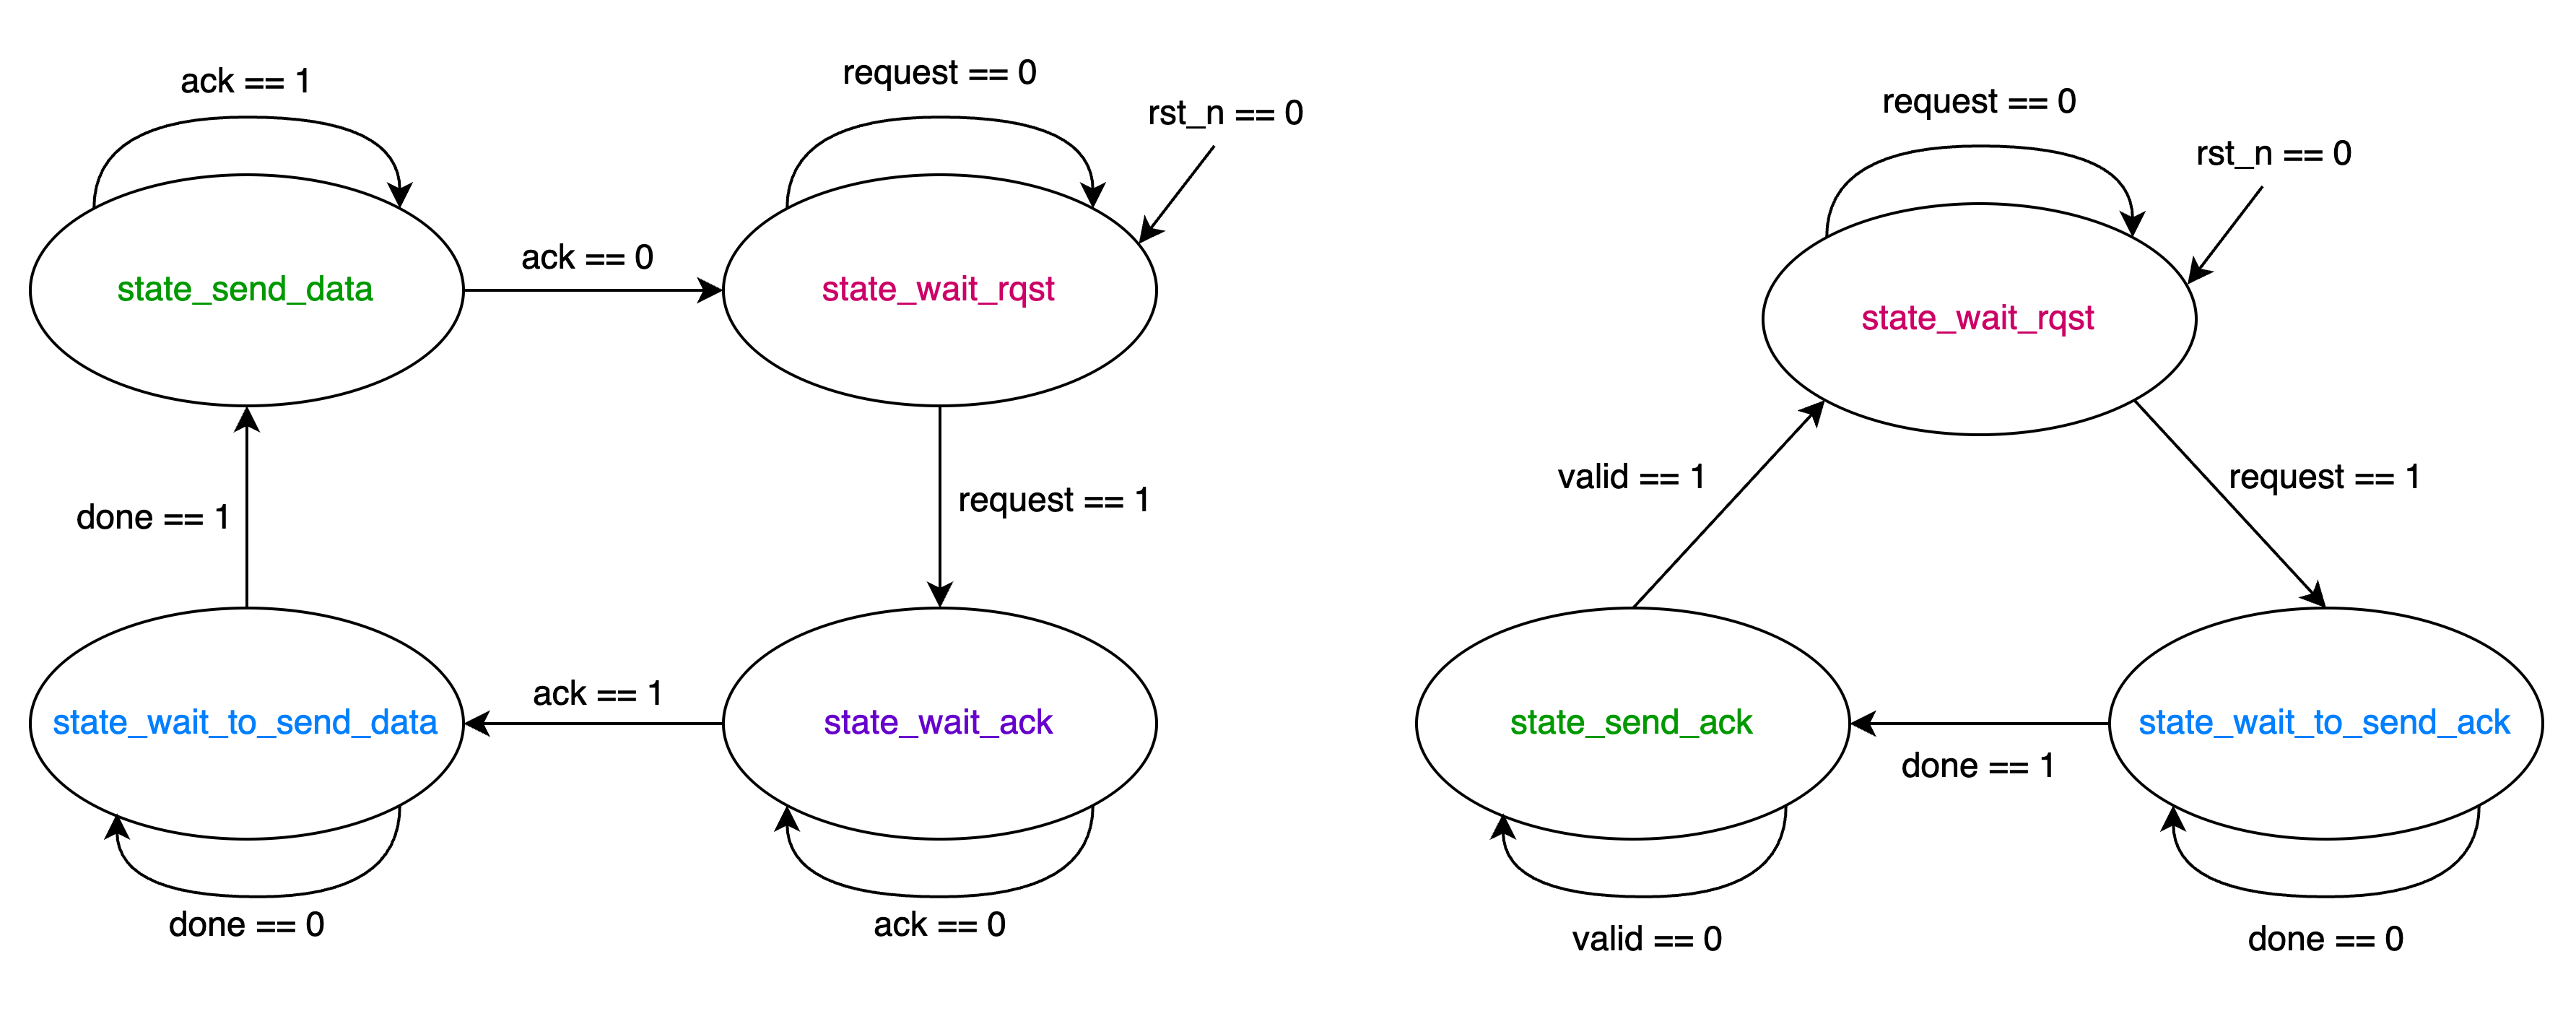 ack == 1
request == 0
rst_n == 0
state_send_data
ack == 0
state_wait_rqst
done == 1
request == 1
state_wait_to_send_data
ack == 1
state_wait_ack
done == 0
ack == 0
request == 0
rst_n == 0
state_wait_rqst
valid == 1
request == 1
state_send_ack
done == 1
state_wait_to_send_ack
valid == 0
done == 0